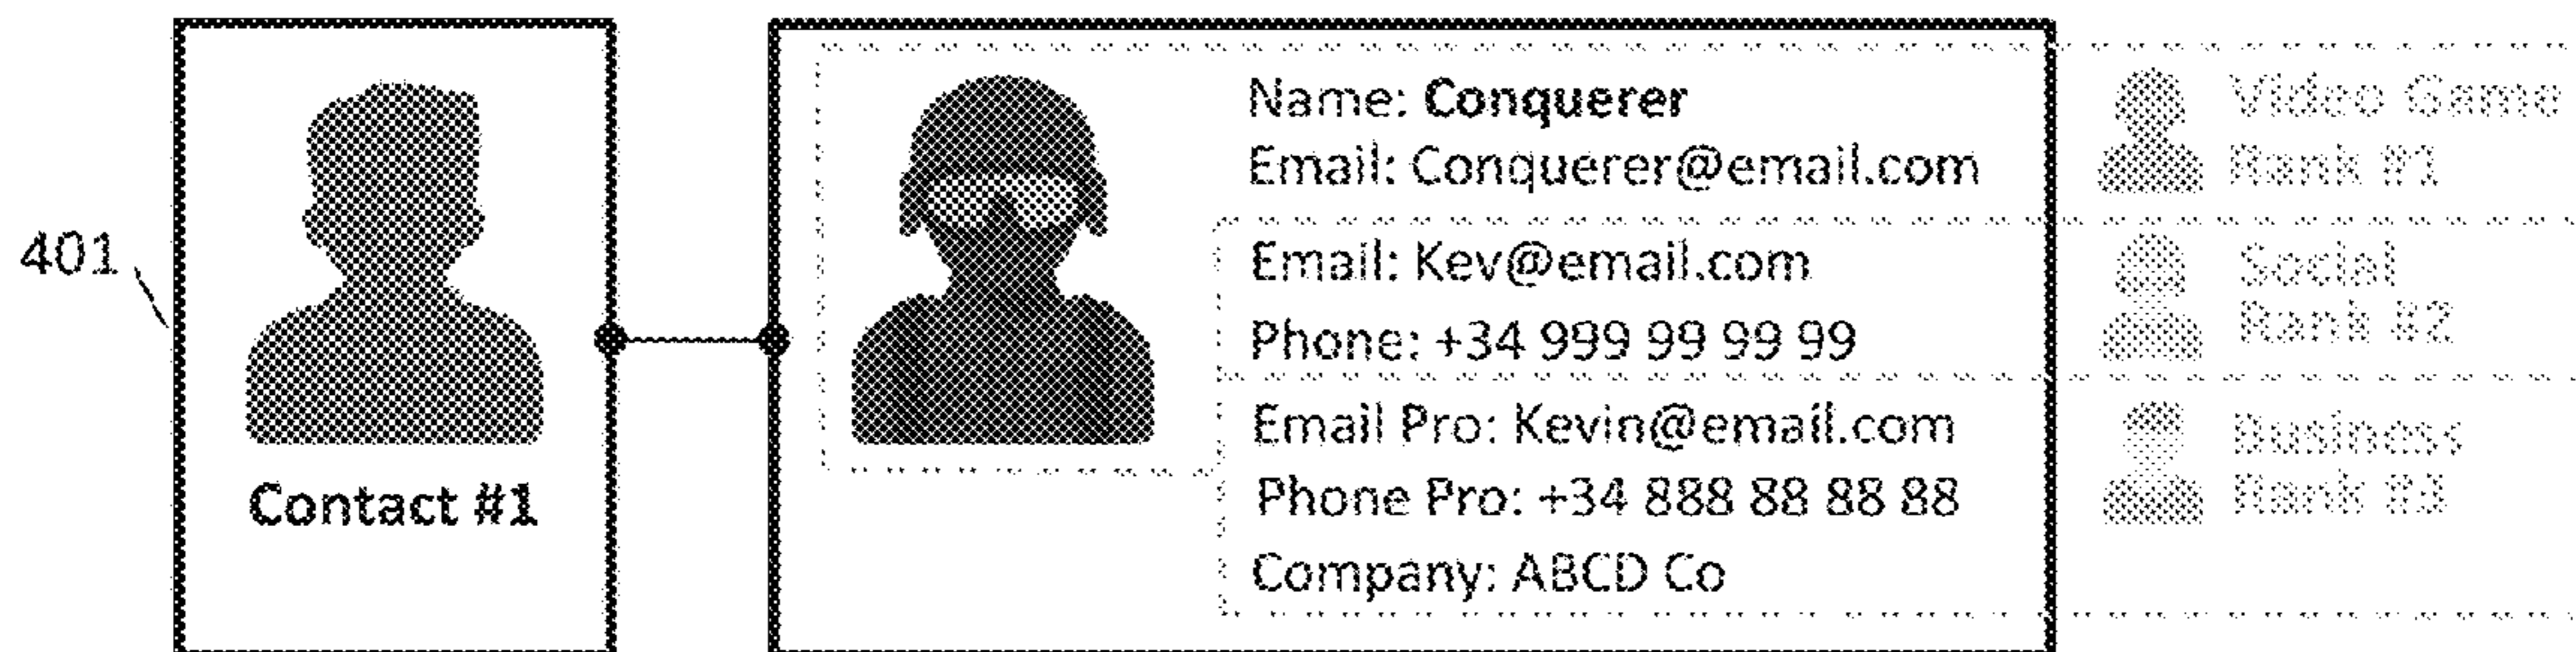 401
Contact #1
Name: Conquerer
Email: Conquerer@email.com
Email: Kev@email.com
Phone: +34 999 99 99 99
Email Pro: Kevin@email.com
Phone Pro: +34 888 88 88 88
Company: ABCD Co
Video Game
Rank #1
Social
Rank #2
Business
Rank